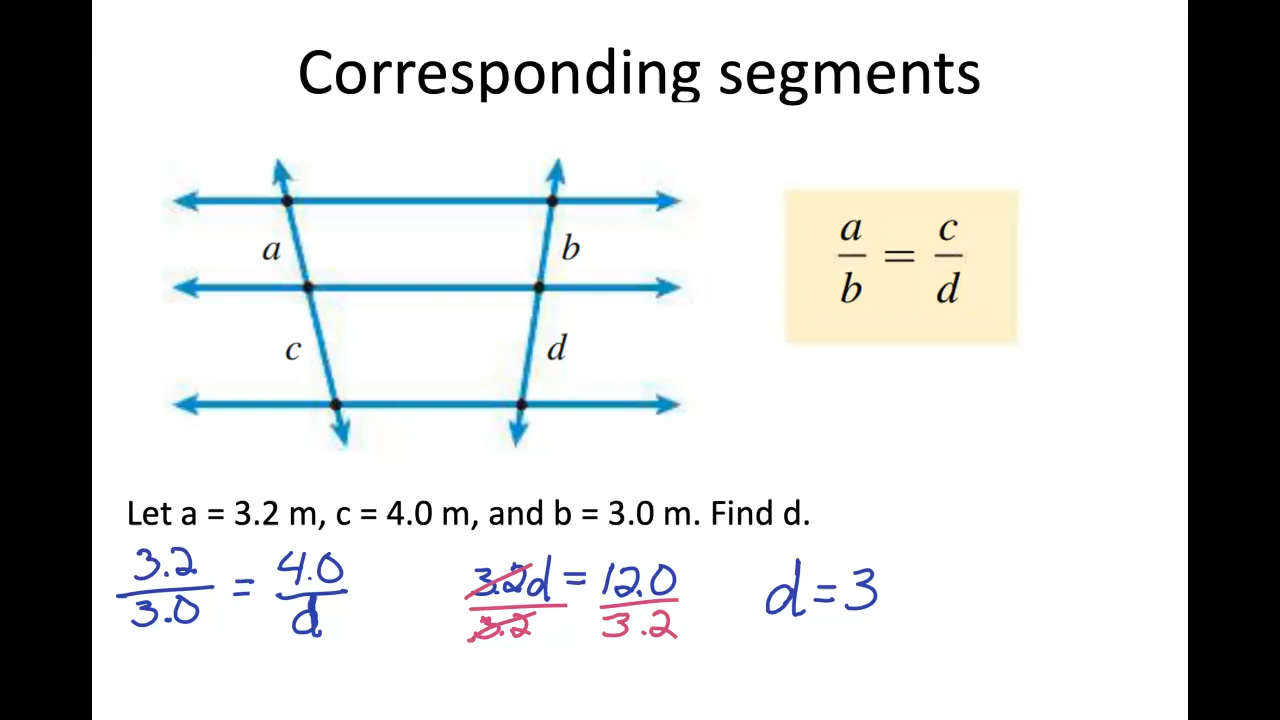 Corresponding segments
a b
c d
a/b = c/d
Let a = 3.2 m, c = 4.0 m, and b = 3.0 m. Find d.
3.2/3.0 = 4.0/d 3.2d/3.2 = 12.0/3.2 d = 3